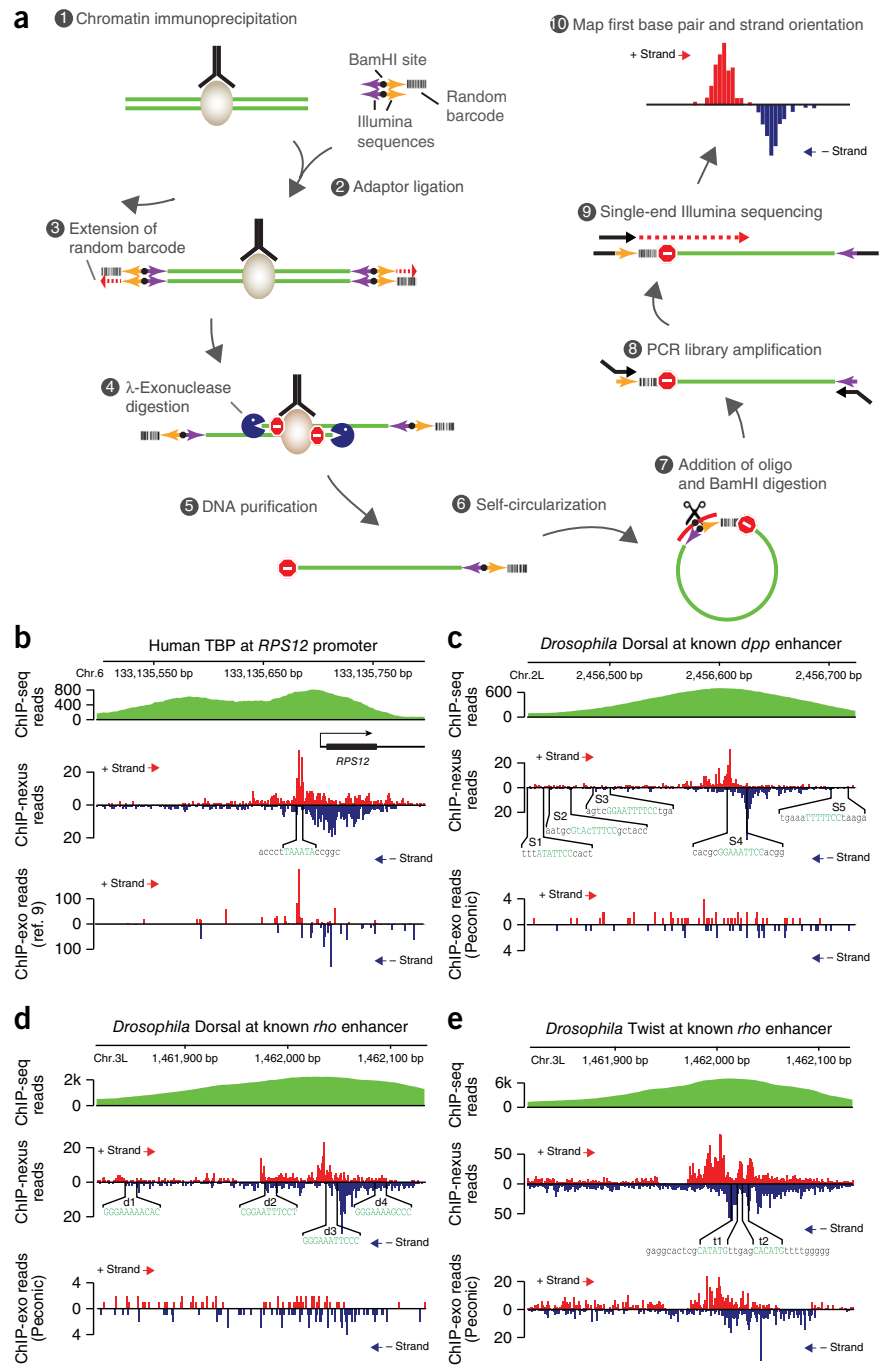 a
1 Chromatin immunoprecipitation
BamHI site
Random
barcode
Illumina
sequences
2 Adaptor ligation
3 Extension of
random barcode
4 λ-Exonuclease
digestion
5 DNA purification
6 Self-circularization
7 Addition of oligo
and BamHI digestion
8 PCR library amplification
9 Single-end Illumina sequencing
10 Map first base pair and strand orientation
+ Strand
– Strand
b
Human TBP at RPS12 promoter
Chr.6
133,135,550 bp
133,135,650 bp
133,135,750 bp
ChIP-seq
reads
800
400
0
RPS12
ChIP-nexus
reads
+ Strand
20
0
20
accctTAAATAccggc
– Strand
ChIP-exo reads
(ref. 9)
+ Strand
100
0
100
– Strand
c
Drosophila Dorsal at known dpp enhancer
Chr.2L
2,456,500 bp
2,456,600 bp
2,456,700 bp
ChIP-seq
reads
600
0
ChIP-nexus
reads
+ Strand
20
0
20
S3
agtcGGAATTTTCCtga
S2
aatgcGtAcTTTCCgctacc
S1
tttATATTCCcact
S4
cacgcGGAAATTCCacgg
S5
tgaaaTTTTTCCtaaga
– Strand
ChIP-exo reads
(Peconic)
+ Strand
4
0
4
– Strand
d
Drosophila Dorsal at known rho enhancer
Chr.3L
1,461,900 bp
1,462,000 bp
1,462,100 bp
ChIP-seq
reads
2k
0
ChIP-nexus
reads
+ Strand
20
0
20
d1
GGGAAAAACAC
d2
CGGAATTTCCT
d3
GGGAAATTCCC
d4
GGGAAAAGCCC
– Strand
ChIP-exo reads
(Peconic)
+ Strand
4
0
4
– Strand
e
Drosophila Twist at known rho enhancer
Chr.3L
1,461,900 bp
1,462,000 bp
1,462,100 bp
ChIP-seq
reads
6k
0
ChIP-nexus
reads
+ Strand
50
0
50
– Strand
t1
t2
gaggcactcgCATATGttgagCACATGttttgggggg
ChIP-exo reads
(Peconic)
+ Strand
20
0
20
– Strand